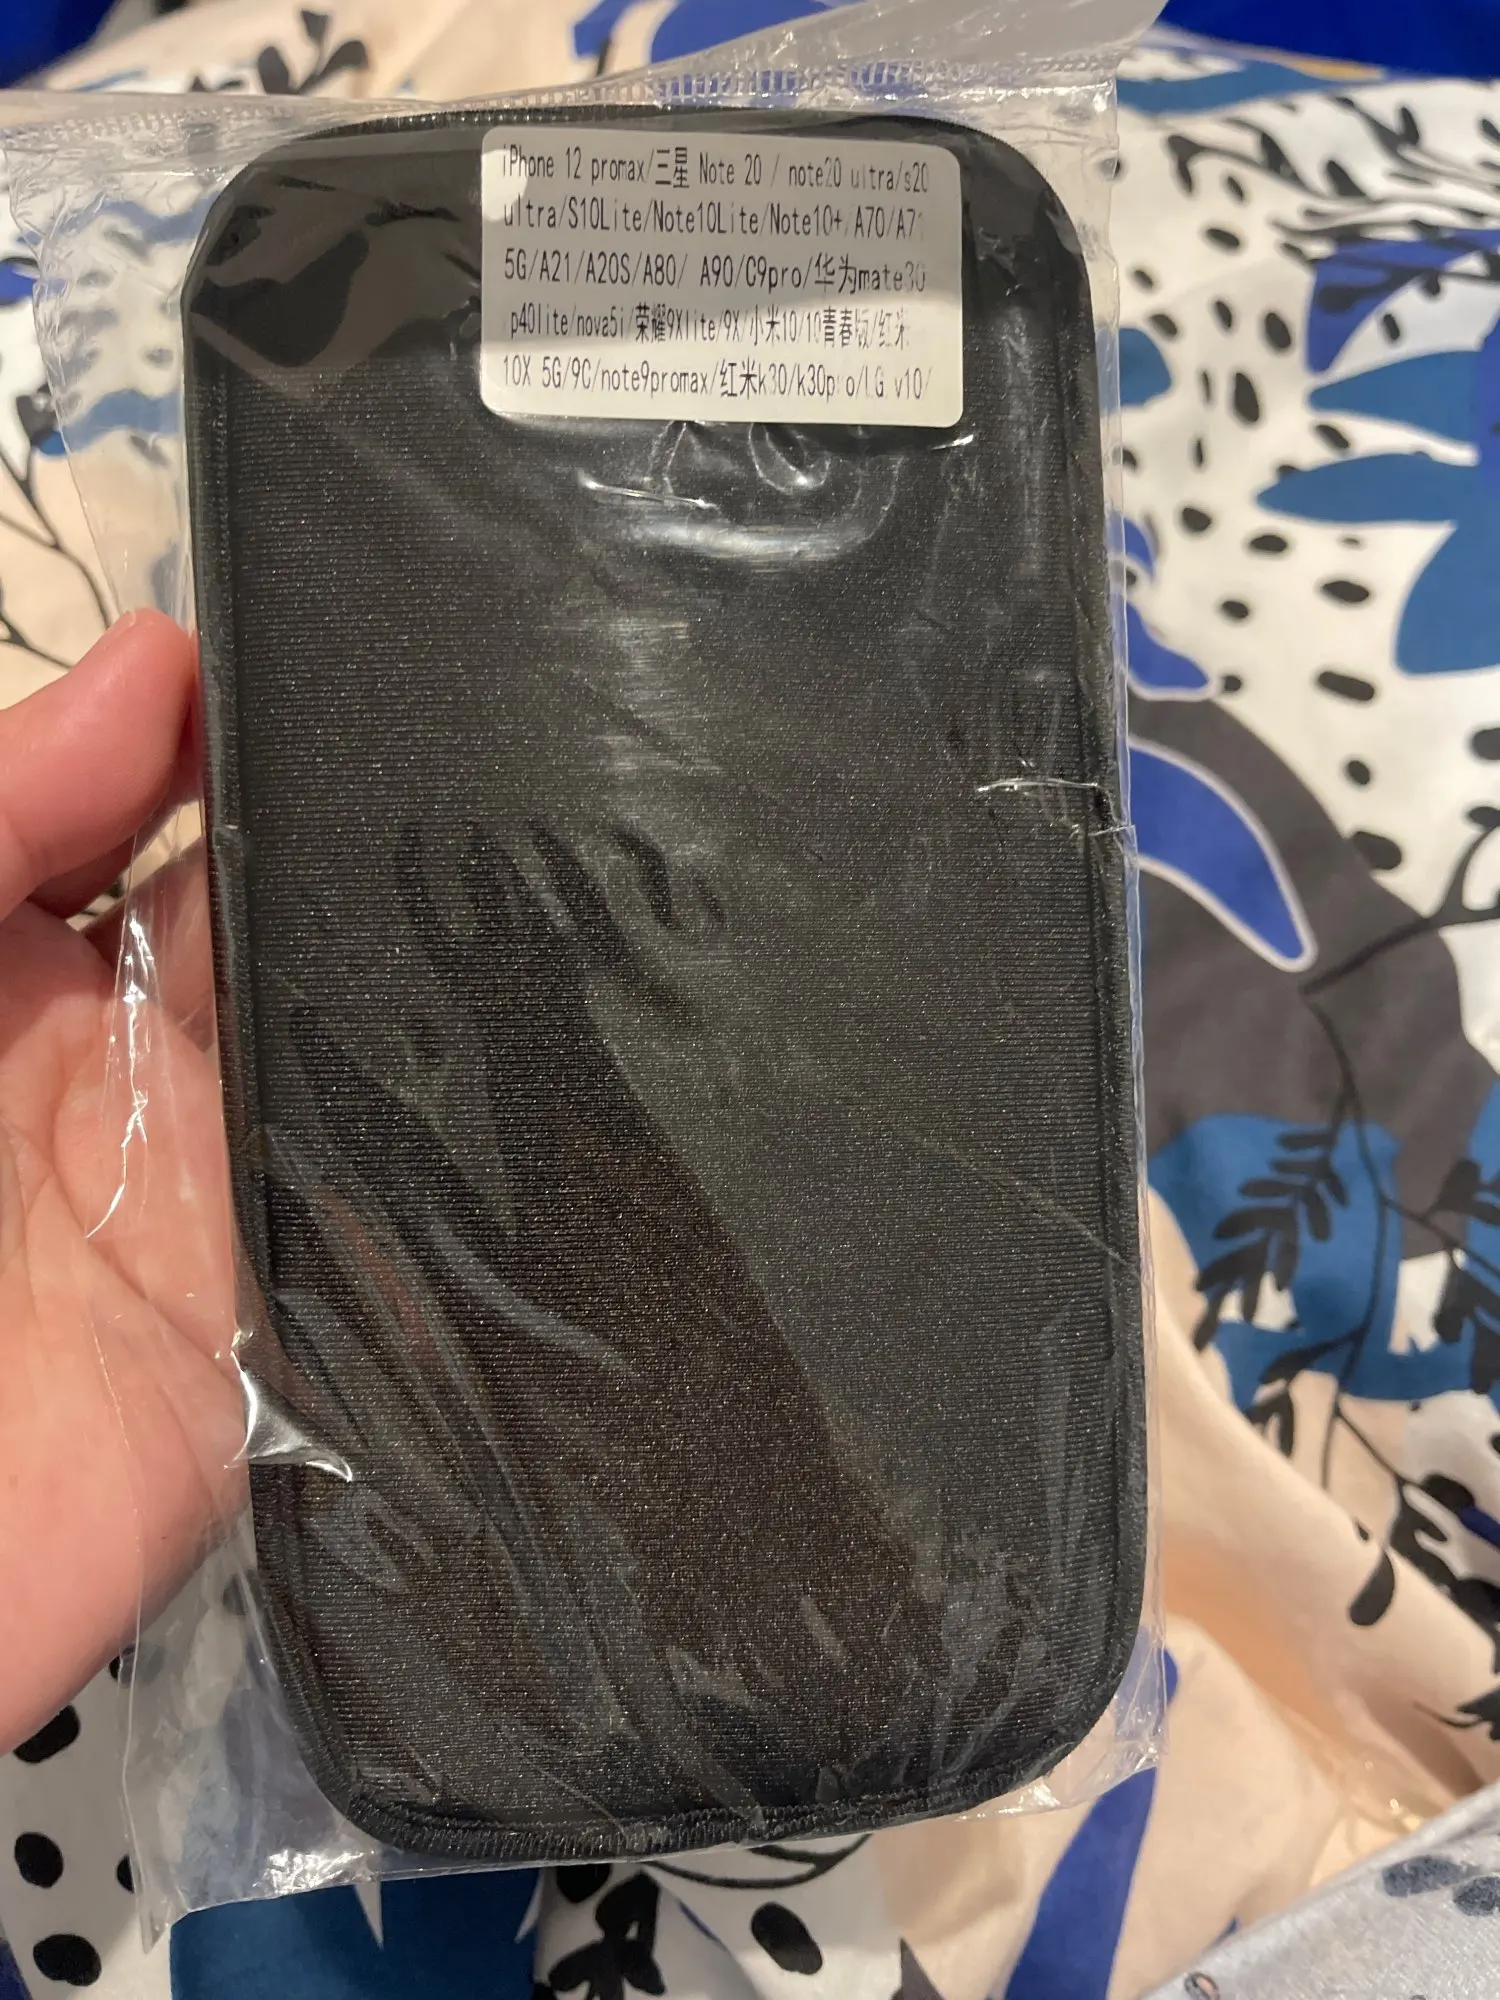 iPhone 12 promax/三星 Note 20 / note20 ultra/s20
ultra/S10Lite/Note10Lite/Note10+/A70/A71
5G/A21/A20S/A80/ A90/C9pro/华为mate30
p40lite/nova5i/荣耀9Xlite/9X/小米10/10青春版/红米
10X 5G/9C/note9promax/红米k30/k30pro/LG v10/